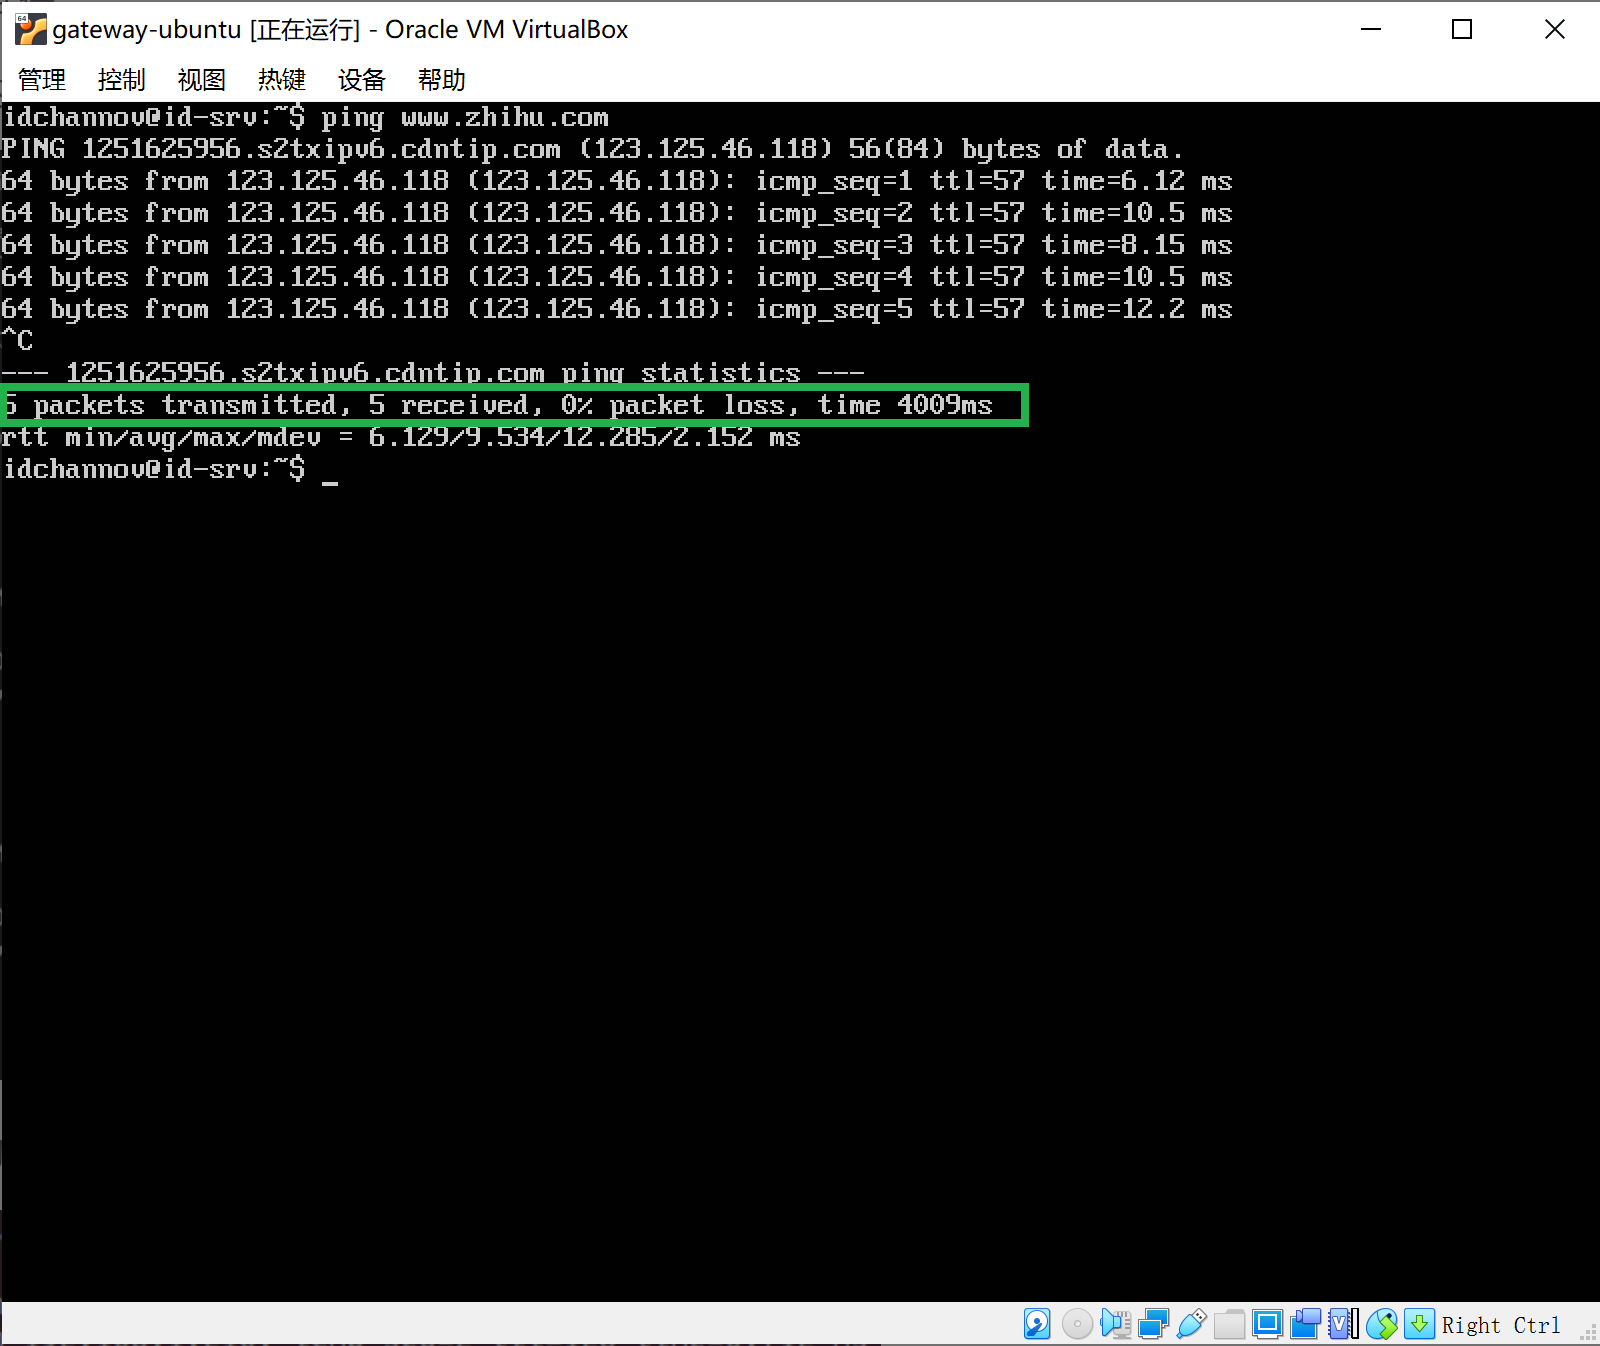 gateway-ubuntu [正在运行] - Oracle VM VirtualBox
管理 控制 视图 热键 设备 帮助
idchannov@id-srv:~$ ping www.zhihu.com
PING 1251625956.s2txipv6.cdntip.com (123.125.46.118) 56(84) bytes of data.
64 bytes from 123.125.46.118 (123.125.46.118): icmp_seq=1 ttl=57 time=6.12 ms
64 bytes from 123.125.46.118 (123.125.46.118): icmp_seq=2 ttl=57 time=10.5 ms
64 bytes from 123.125.46.118 (123.125.46.118): icmp_seq=3 ttl=57 time=8.15 ms
64 bytes from 123.125.46.118 (123.125.46.118): icmp_seq=4 ttl=57 time=10.5 ms
64 bytes from 123.125.46.118 (123.125.46.118): icmp_seq=5 ttl=57 time=12.2 ms
^C
--- 1251625956.s2txipv6.cdntip.com ping statistics ---
5 packets transmitted, 5 received, 0% packet loss, time 4009ms
rtt min/avg/max/mdev = 6.129/9.534/12.285/2.152 ms
idchannov@id-srv:~$ _
Right Ctrl